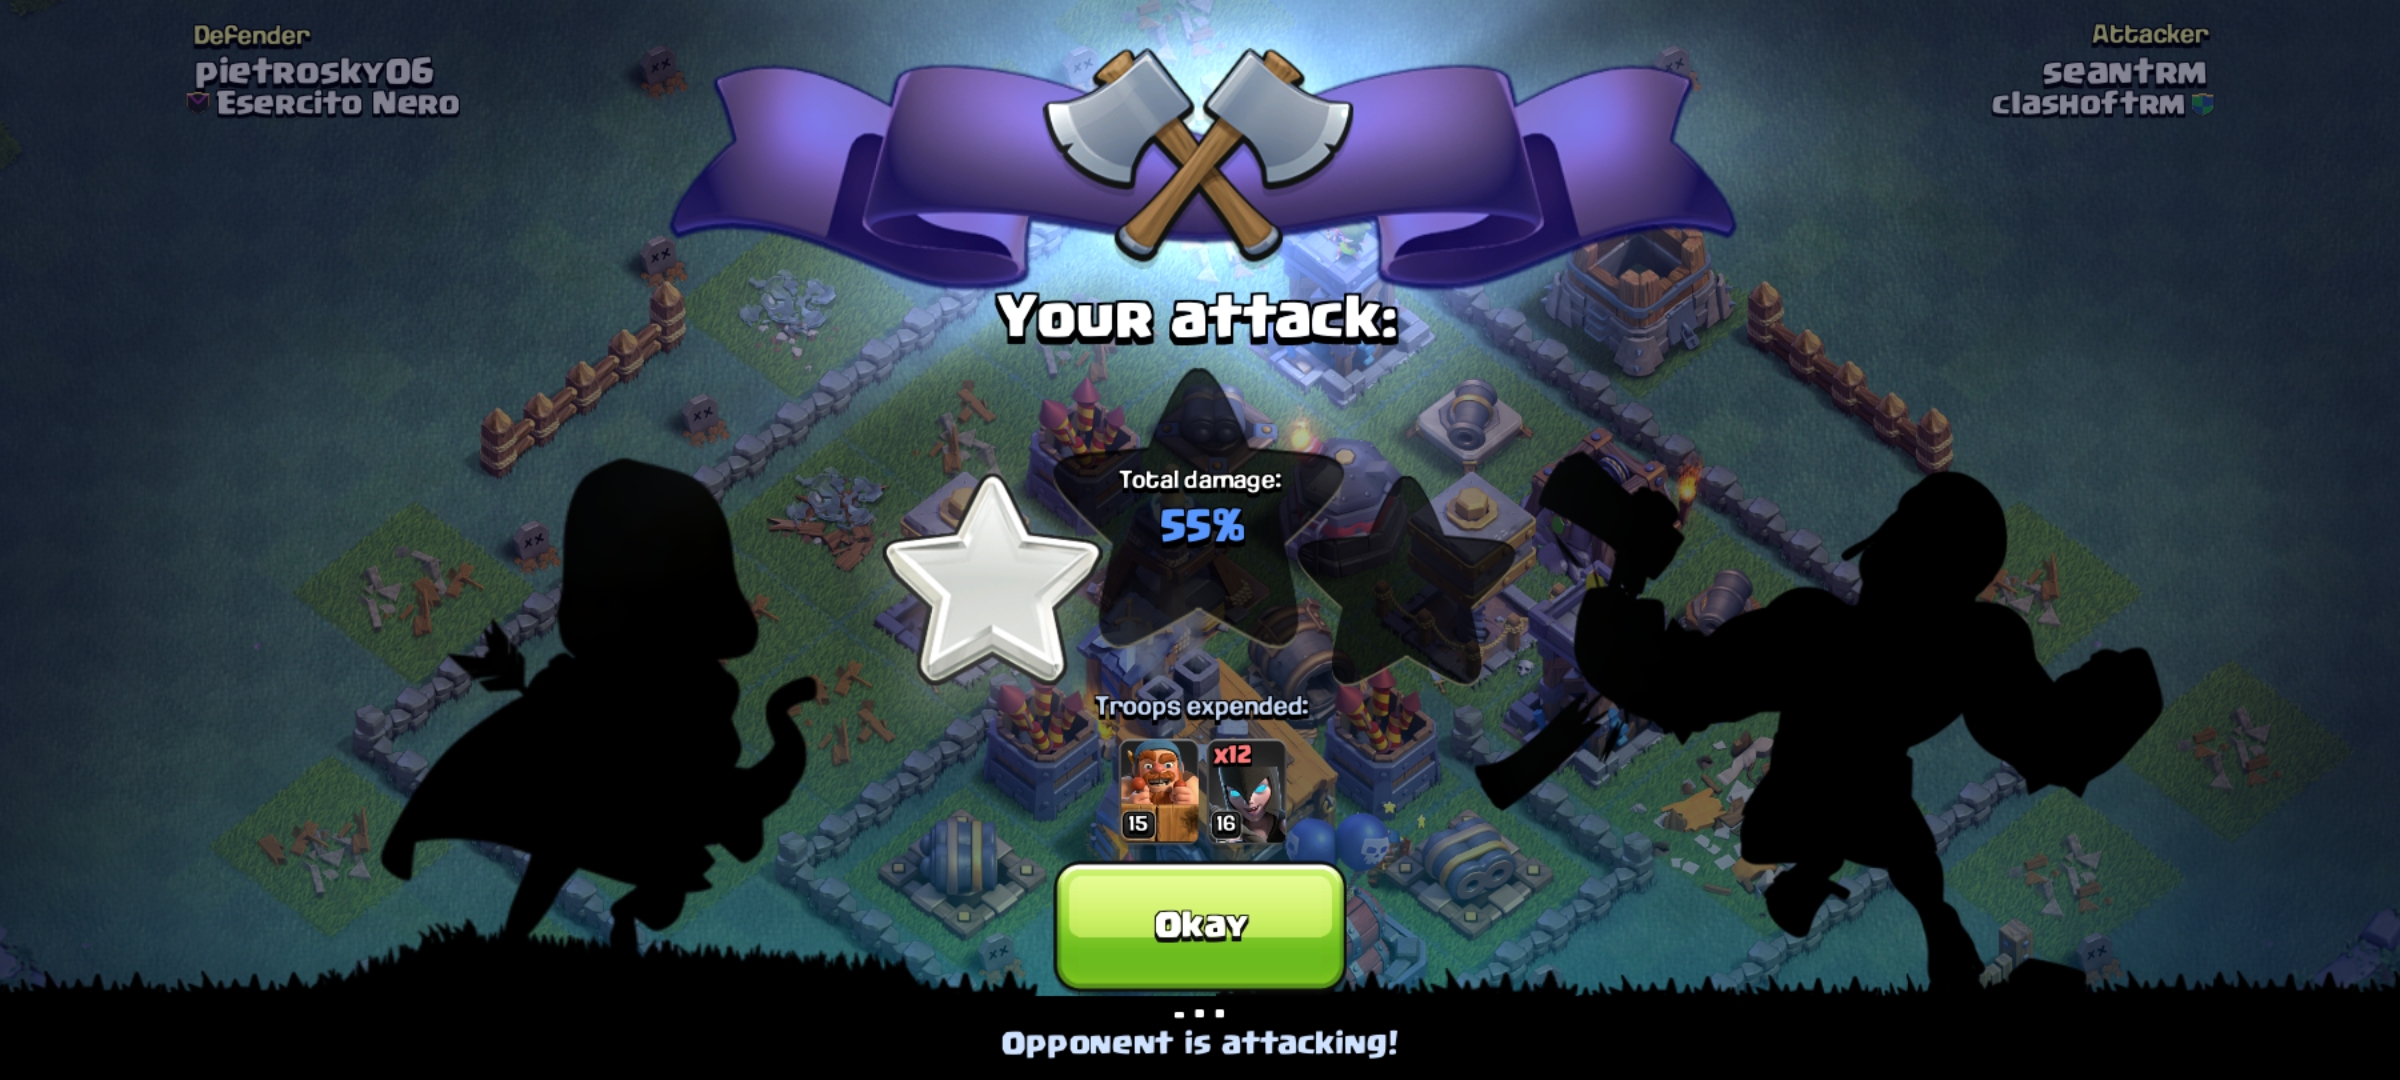 Defender
pietrosky06
Esercito Nero
Attacker
seantrm
clashoftrm
Your attack:
Total damage:
55%
Troops expended:
x12
15
16
Okay
...
Opponent is attacking!